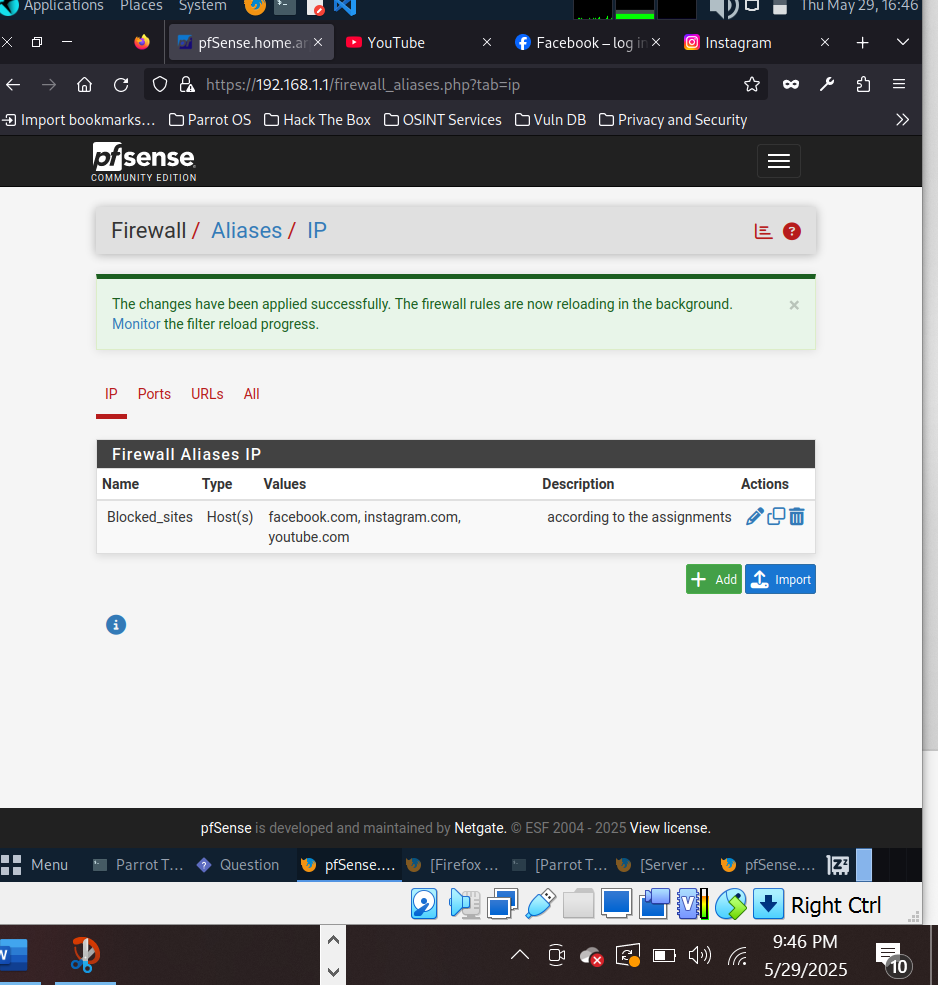 Applications Places System Thu May 29, 16:46
pfSense.home.ar YouTube Facebook – log in Instagram
https://192.168.1.1/firewall_aliases.php?tab=ip
Import bookmarks... Parrot OS Hack The Box OSINT Services Vuln DB Privacy and Security
pfsense
COMMUNITY EDITION
Firewall / Aliases / IP
The changes have been applied successfully. The firewall rules are now reloading in the background.
Monitor the filter reload progress.
IP Ports URLs All
Firewall Aliases IP
Name Type Values Description Actions
Blocked_sites Host(s) facebook.com, instagram.com, according to the assignments
youtube.com
Add Import
pfSense is developed and maintained by Netgate. © ESF 2004 - 2025 View license.
Menu Parrot T... Question pfSense.... [Firefox ... [Parrot T... [Server ... pfSense....
Right Ctrl
9:46 PM
5/29/2025
10